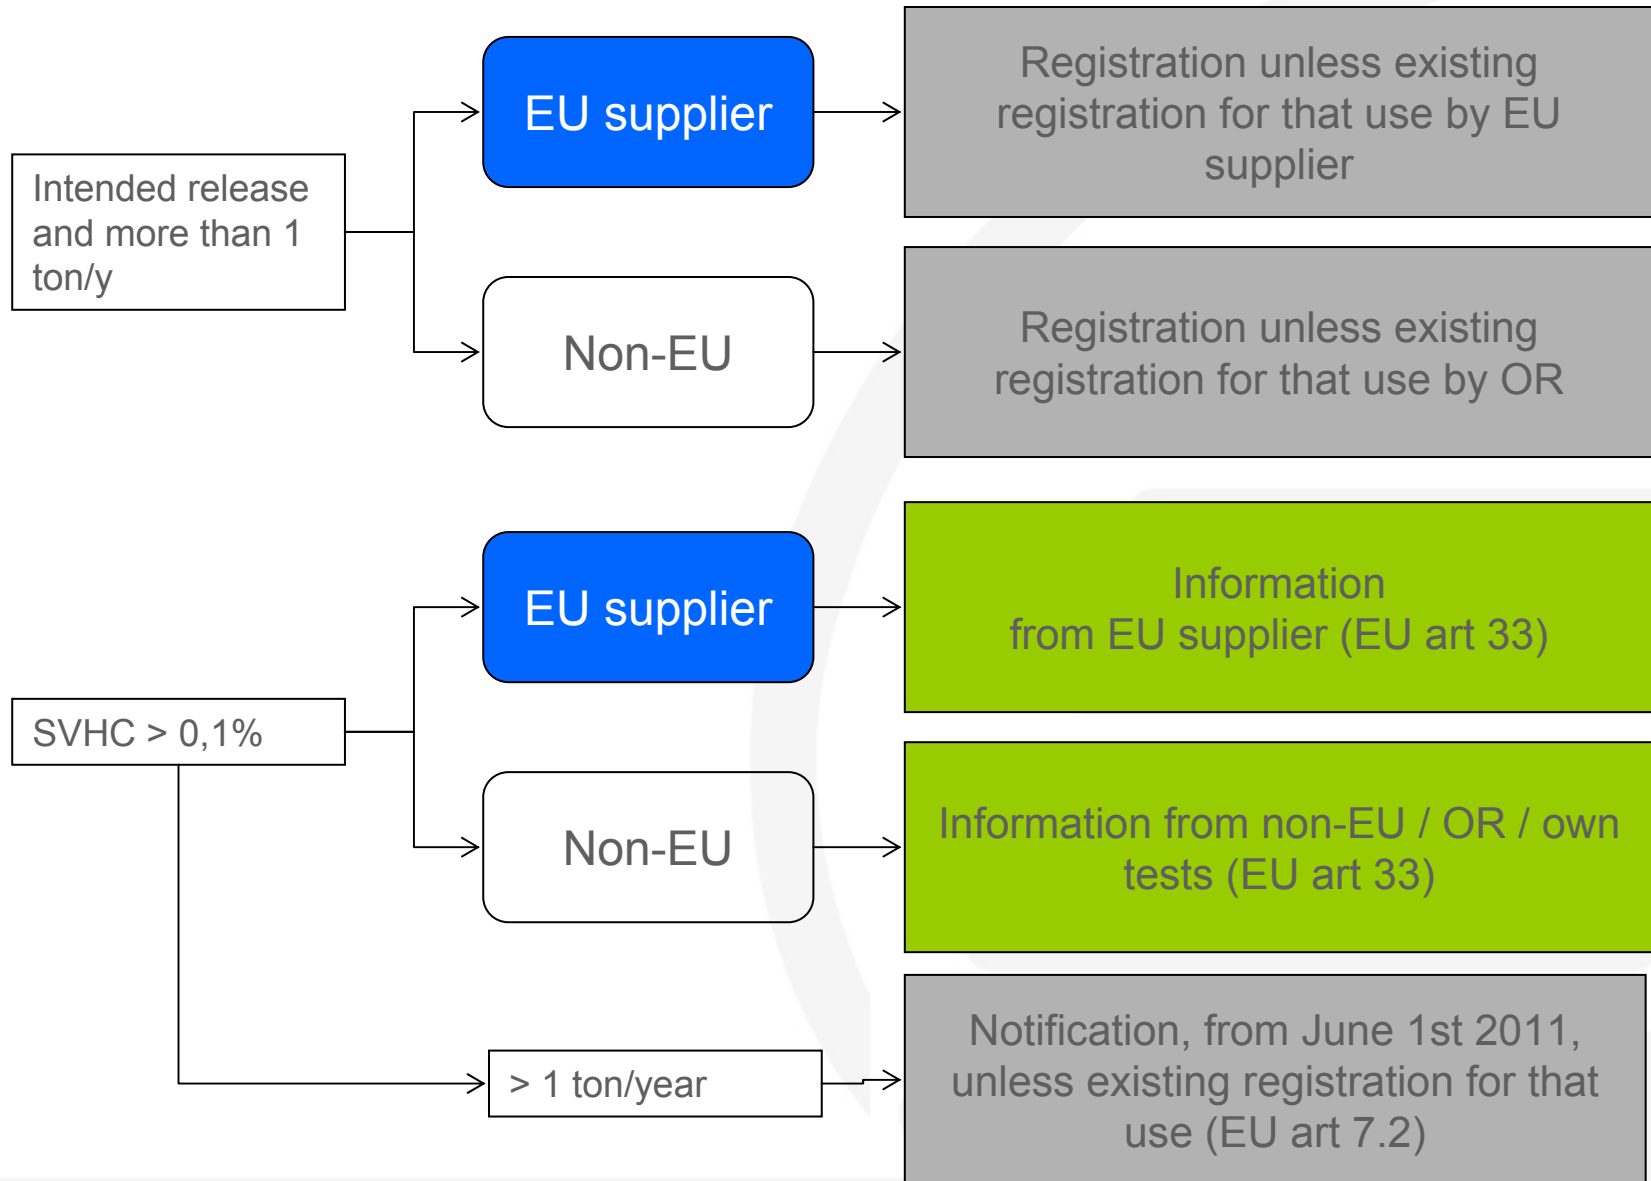 Intended release
and more than 1
ton/y
EU supplier
Registration unless existing
registration for that use by EU
supplier
Non-EU
Registration unless existing
registration for that use by OR
SVHC > 0,1%
EU supplier
Information
from EU supplier (EU art 33)
Non-EU
Information from non-EU / OR / own
tests (EU art 33)
> 1 ton/year
Notification, from June 1st 2011,
unless existing registration for that
use (EU art 7.2)